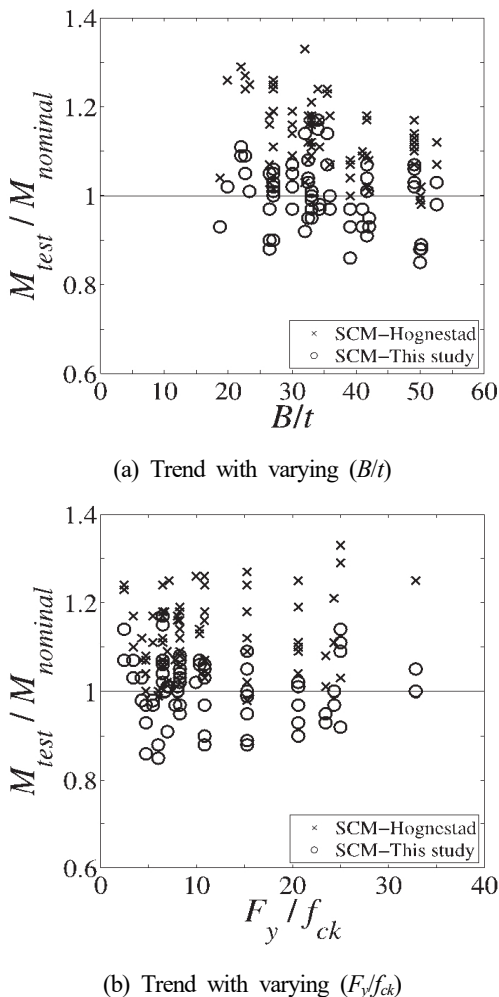 1.4
1.2
1
0.8
0.6
M_test / M_nominal
0 10 20 30 40 50 60
B/t
× SCM−Hognestad
○ SCM−This study
(a) Trend with varying (B/t)
1.4
1.2
1
0.8
0.6
M_test / M_nominal
0 10 20 30 40
F_y / f_ck
× SCM−Hognestad
○ SCM−This study
(b) Trend with varying (F_y/f_ck)